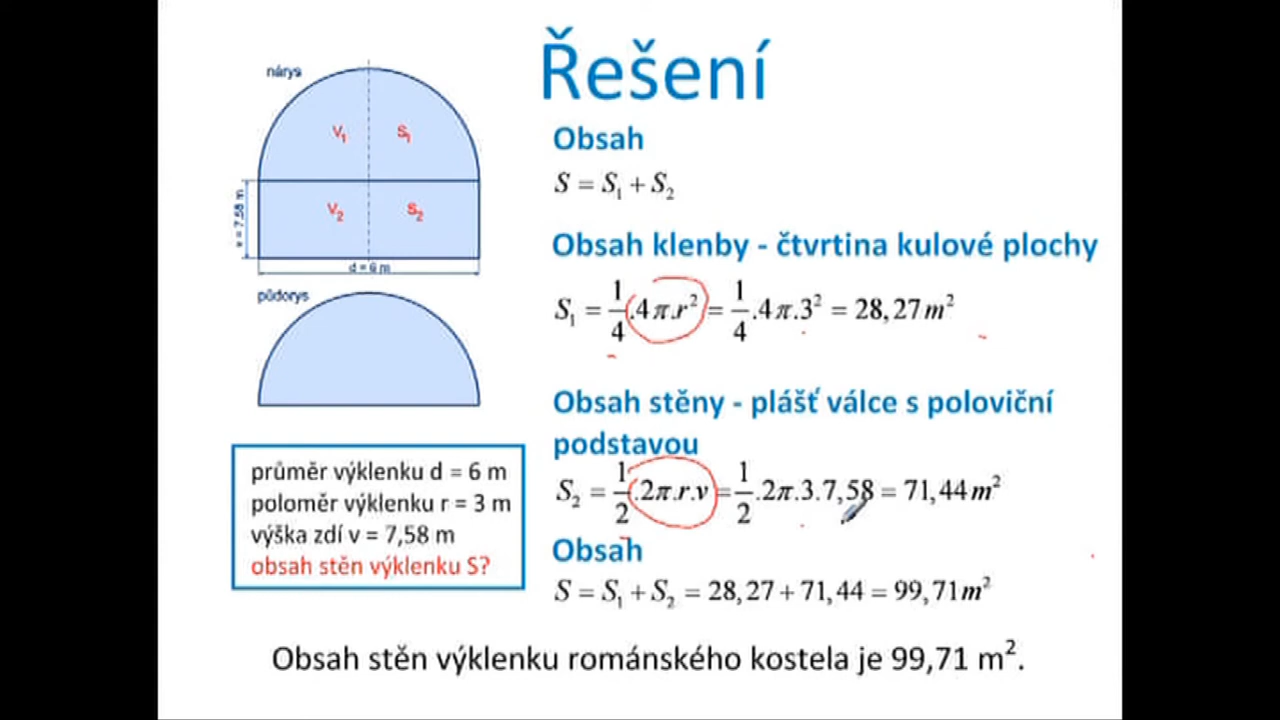 Řešení
nárys
V₁ S₁
V₂ S₂
v = 7,58 m
d = 6 m
půdorys
průměr výklenku d = 6 m
poloměr výklenku r = 3 m
výška zdí v = 7,58 m
obsah stěn výklenku S?
Obsah
S = S₁ + S₂
Obsah klenby - čtvrtina kulové plochy
S₁ = 1/4 .4π.r² = 1/4 .4π.3² = 28,27 m²
Obsah stěny - plášť válce s poloviční
podstavou
S₂ = 1/2 .2π.r.v = 1/2 .2π.3.7,58 = 71,44 m²
Obsah
S = S₁ + S₂ = 28,27 + 71,44 = 99,71 m²
Obsah stěn výklenku románského kostela je 99,71 m².